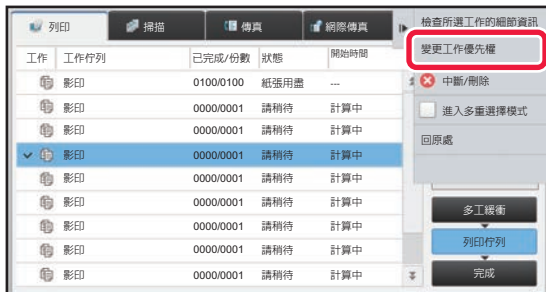 列印 掃描 傳真 網際傳真
工作 工作佇列 已完成/份數 狀態 開始時間
影印 0100/0100 紙張用盡 ---
影印 0000/0001 請稍待 計算中
影印 0000/0001 請稍待 計算中
影印 0000/0001 請稍待 計算中
影印 0000/0001 請稍待 計算中
影印 0000/0001 請稍待 計算中
影印 0000/0001 請稍待 計算中
影印 0000/0001 請稍待 計算中
影印 0000/0001 請稍待 計算中
檢查所選工作的細節資訊
變更工作優先權
中斷/刪除
進入多重選擇模式
回原處
多工緩衝
列印佇列
完成